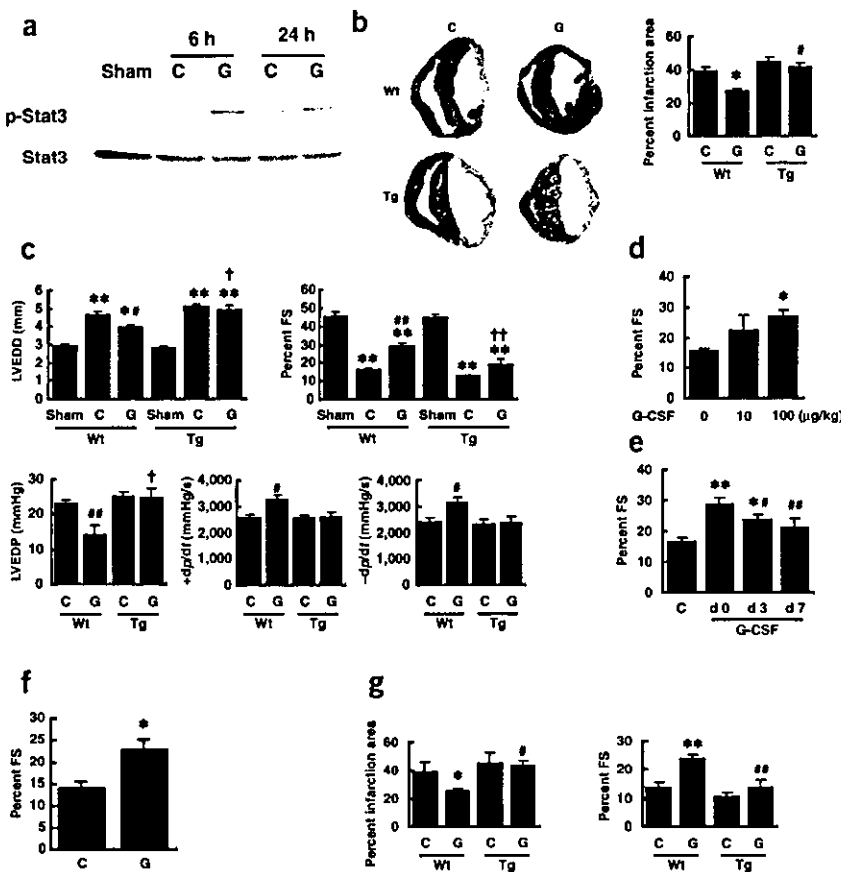 a
6 h 24 h
Sham C G C G
p-Stat3
Stat3
b
C G
Wt
Tg
Percent infarction area
60
40
20
0
* #
C G C G
Wt Tg
c
LVEDD (mm)
6
5
4
3
2
1
0
** *# ** ** †
Sham C G Sham C G
Wt Tg
Percent FS
60
50
40
30
20
10
0
** ## ** ** †† **
Sham C G Sham C G
Wt Tg
d
Percent FS
40
30
20
10
0
*
G-CSF 0 10 100 (µg/kg)
LVEDP (mmHg)
30
20
10
0
## †
C G C G
Wt Tg
+dp/dt (mmHg/s)
4,000
3,000
2,000
1,000
0
#
C G C G
Wt Tg
−dp/dt (mmHg/s)
4,000
3,000
2,000
1,000
0
#
C G C G
Wt Tg
e
Percent FS
40
30
20
10
0
** *# ##
C d 0 d 3 d 7
G-CSF
f
Percent FS
30
25
20
15
10
5
0
*
C G
g
Percent infarction area
60
40
20
0
* #
C G C G
Wt Tg
Percent FS
40
30
20
10
0
** ##
C G C G
Wt Tg